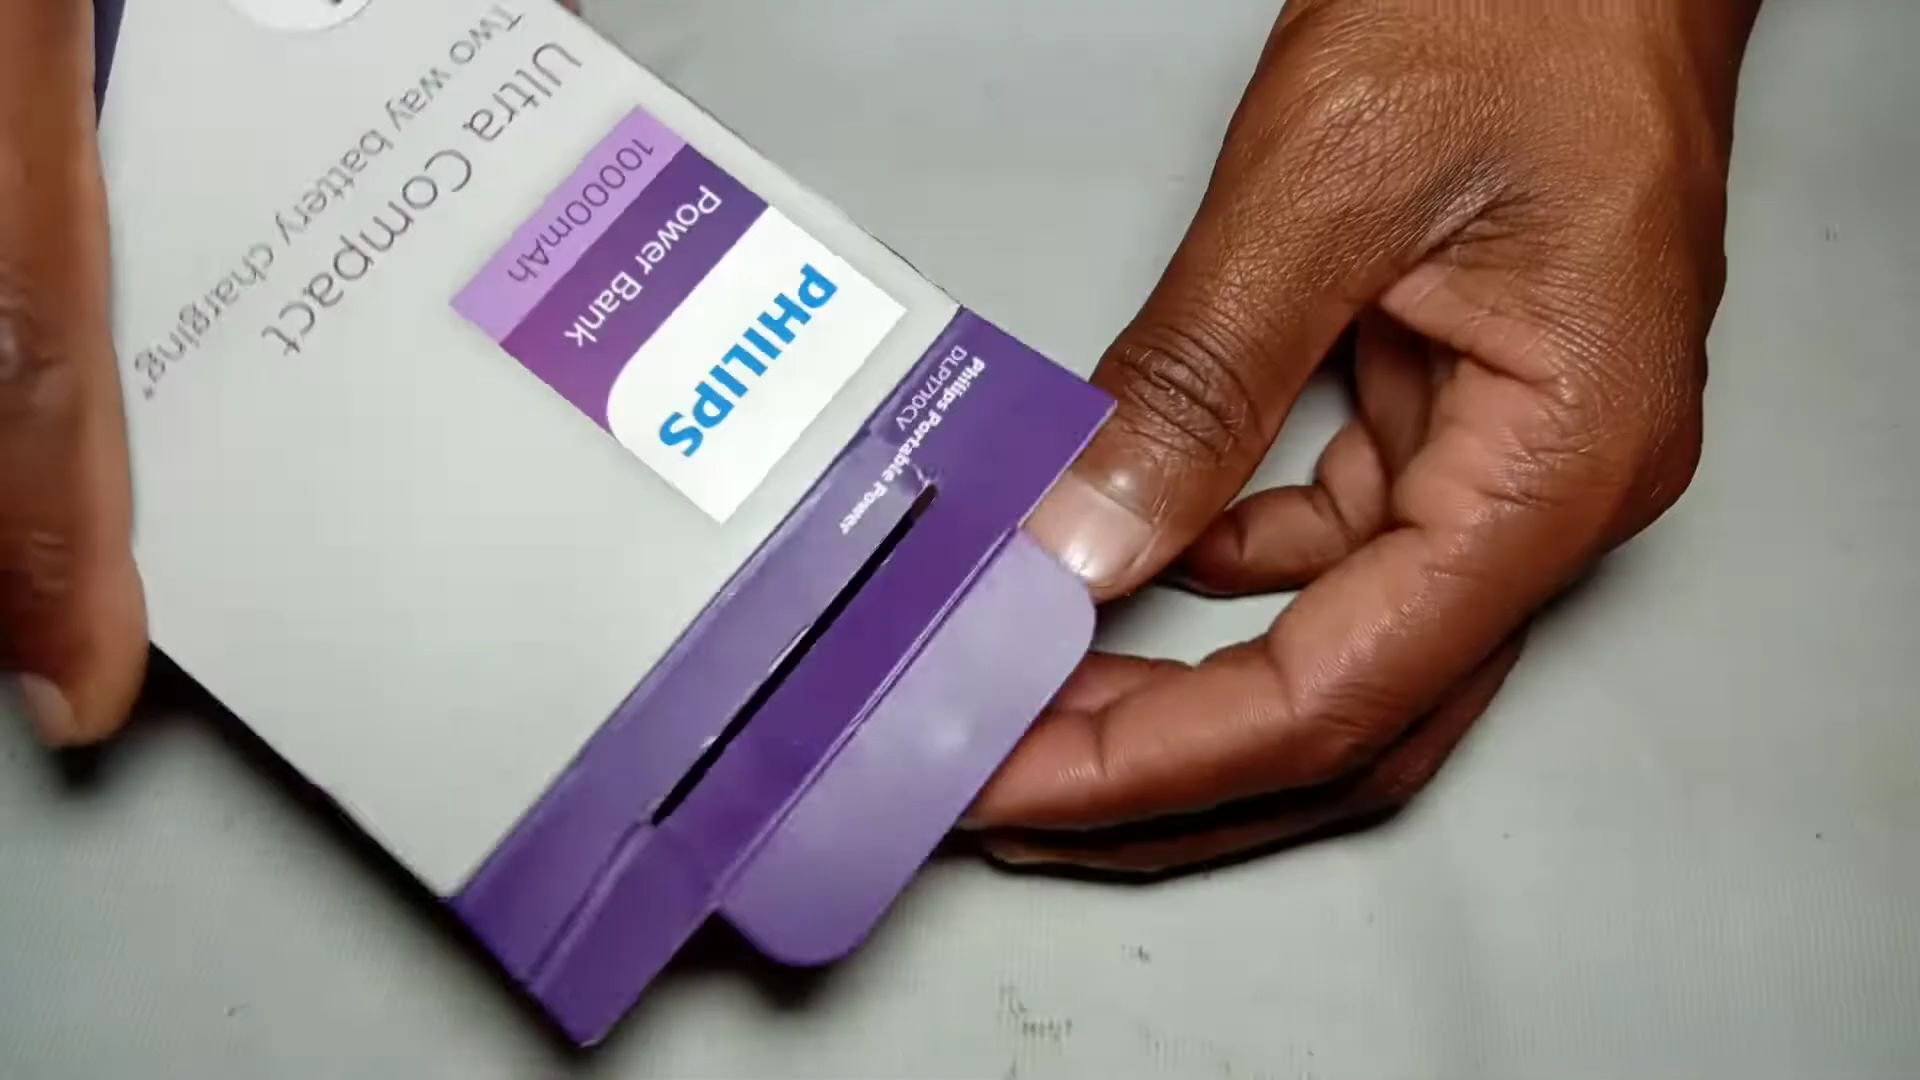 Philips Portable Power
DLP1710CV
PHILIPS
Power Bank
10000mAh
Ultra Compact
Two way battery charging*